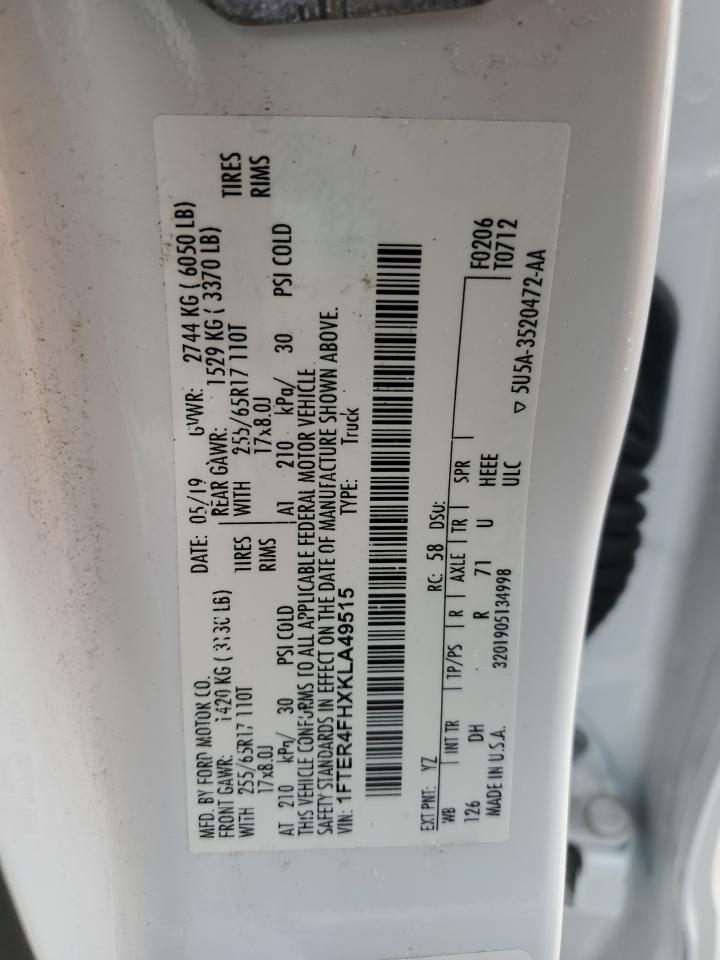 MFD. BY FORD MOTOR CO. DATE: 05/19 GVWR: 2744 KG ( 6050 LB)
FRONT GAWR: 1420 KG ( 3130 LB) REAR GAWR: 1529 KG ( 3370 LB)
WITH 255/65R17 110T TIRES WITH 255/65R17 110T TIRES
17x8.0J RIMS 17x8.0J RIMS
AT 210 kPa/ 30 PSI COLD AT 210 kPa/ 30 PSI COLD
THIS VEHICLE CONFORMS TO ALL APPLICABLE FEDERAL MOTOR VEHICLE
SAFETY STANDARDS IN EFFECT ON THE DATE OF MANUFACTURE SHOWN ABOVE.
VIN: 1FTER4FHXKLA49515 TYPE: Truck
EXT PNT: YZ RC: 58 DSO:
WB INT TR TP/PS R AXLE TR SPR F0206
126 DH R 71 U HEEE T0712
ULC
MADE IN U.S.A. 3201905134998 ▽ 5U5A-3520472-AA